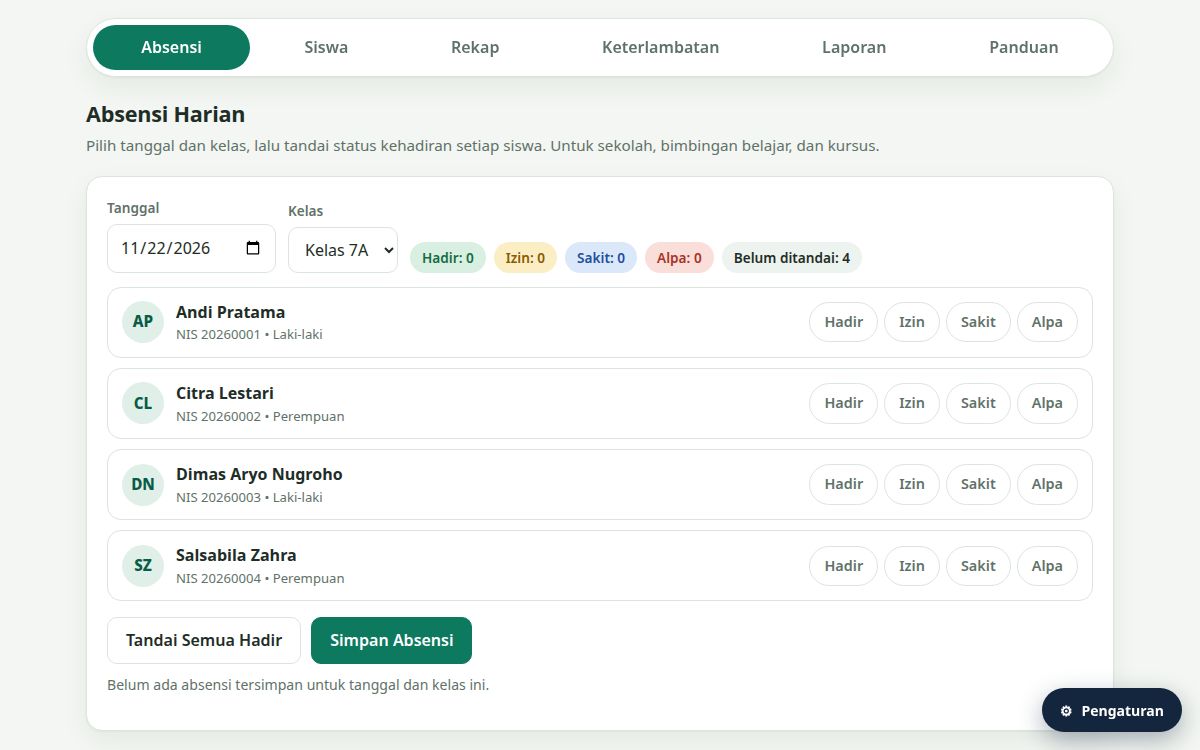 Absensi Siswa Rekap Keterlambatan Laporan Panduan
Absensi Harian
Pilih tanggal dan kelas, lalu tandai status kehadiran setiap siswa. Untuk sekolah, bimbingan belajar, dan kursus.
Tanggal Kelas
11/22/2026 Kelas 7A Hadir: 0 Izin: 0 Sakit: 0 Alpa: 0 Belum ditandai: 4
AP Andi Pratama Hadir Izin Sakit Alpa
NIS 20260001 • Laki-laki
CL Citra Lestari Hadir Izin Sakit Alpa
NIS 20260002 • Perempuan
DN Dimas Aryo Nugroho Hadir Izin Sakit Alpa
NIS 20260003 • Laki-laki
SZ Salsabila Zahra Hadir Izin Sakit Alpa
NIS 20260004 • Perempuan
Tandai Semua Hadir Simpan Absensi
Belum ada absensi tersimpan untuk tanggal dan kelas ini.
⚙ Pengaturan